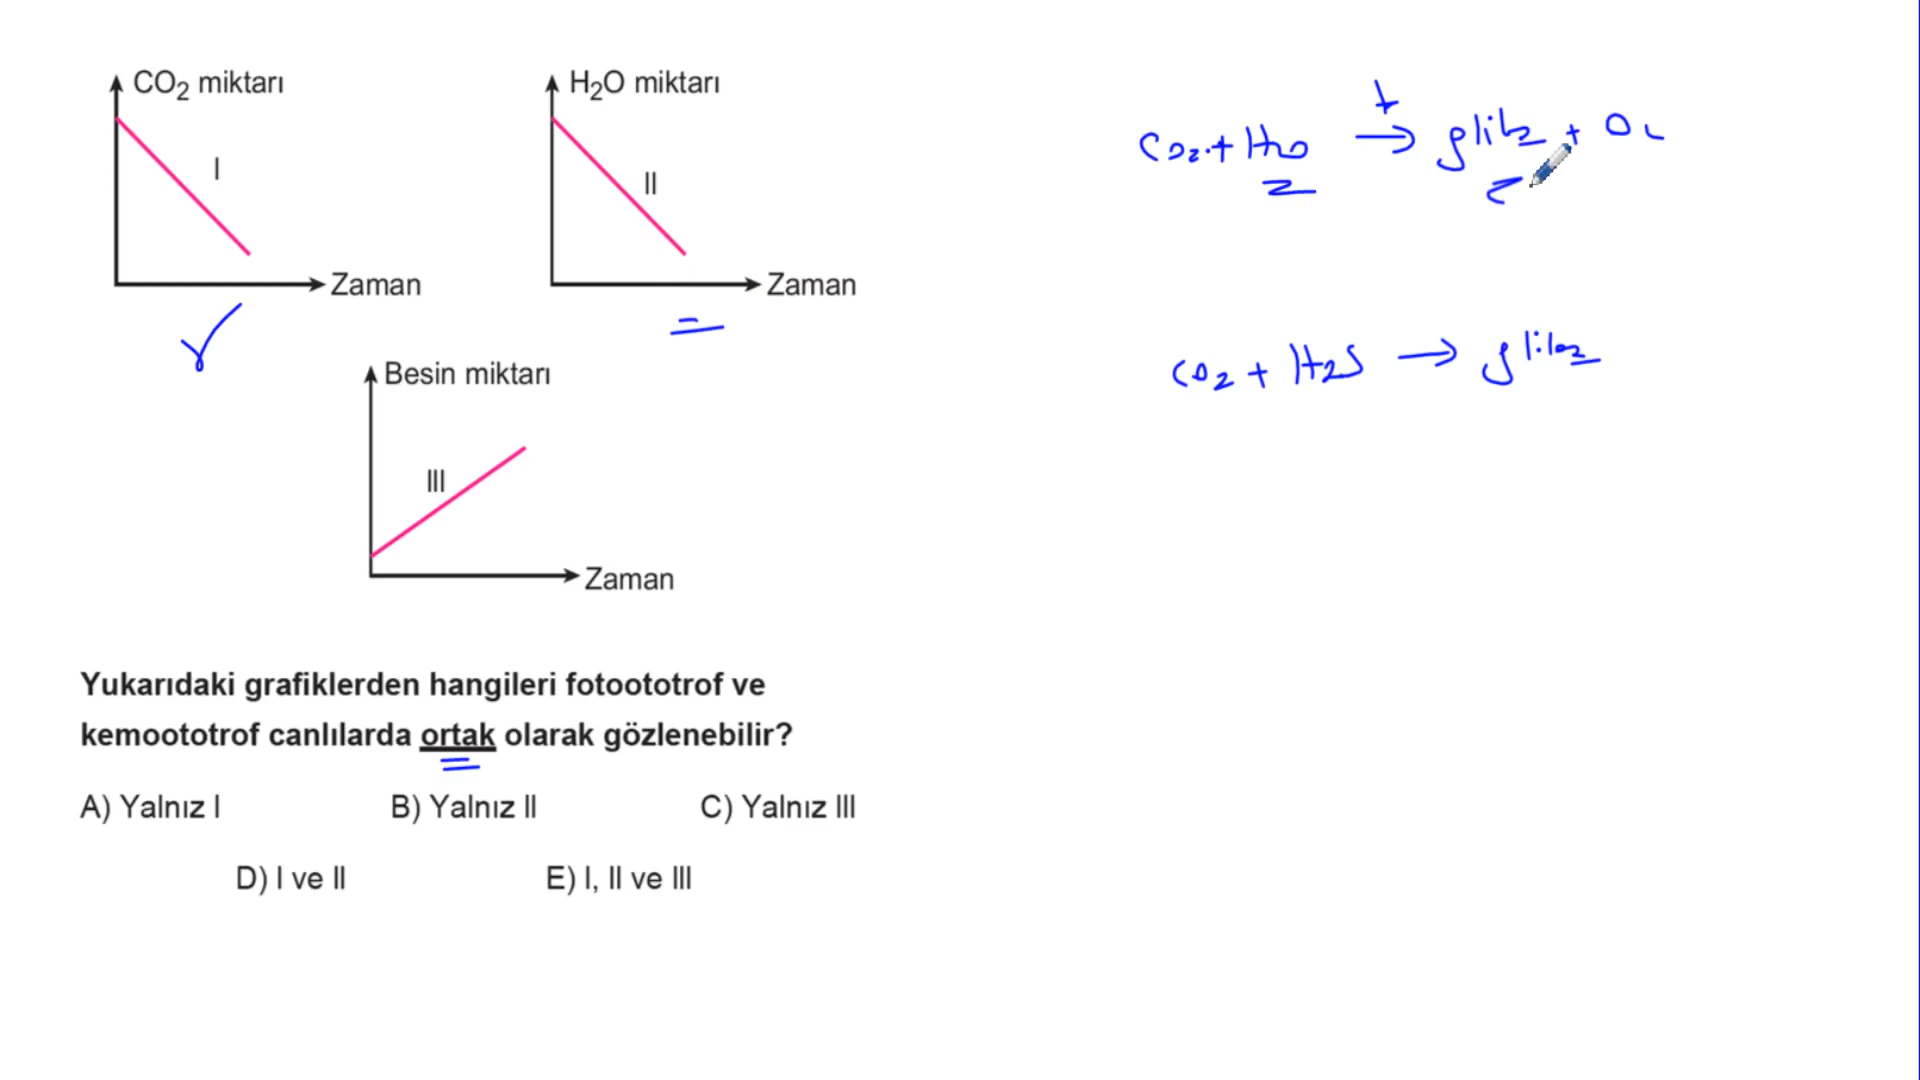 CO₂ miktarı
I
Zaman
H₂O miktarı
II
Zaman
CO₂ + H₂O → glikoz + O₂
Besin miktarı
III
Zaman
CO₂ + H₂S → glikoz
Yukarıdaki grafiklerden hangileri fotoototrof ve
kemoototrof canlılarda ortak olarak gözlenebilir?
A) Yalnız I B) Yalnız II C) Yalnız III
D) I ve II E) I, II ve III